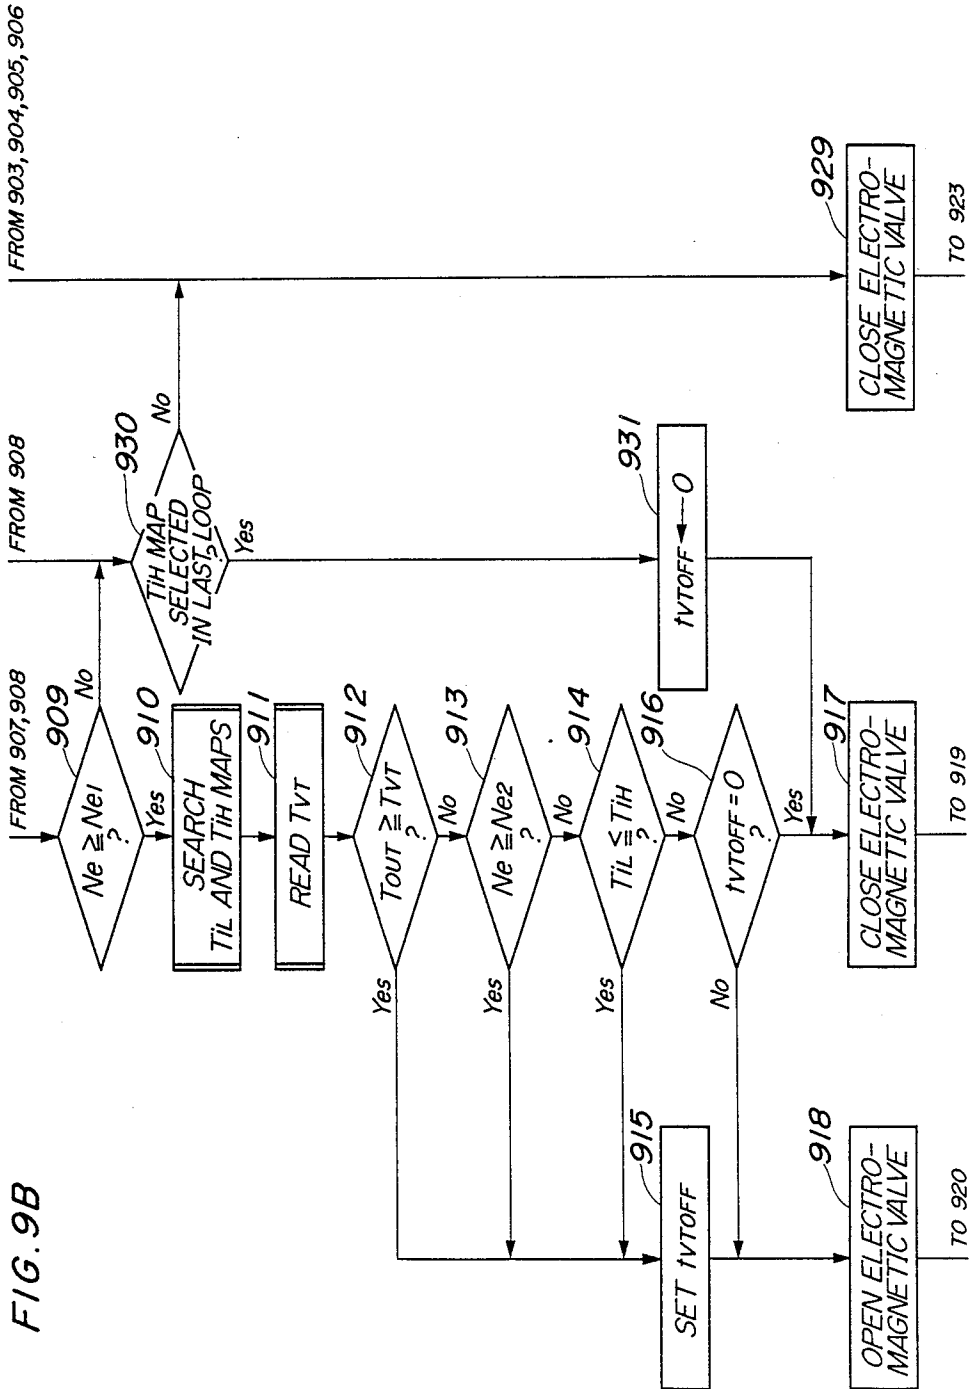 FIG.9B
FROM 907,908
FROM 908
FROM 903,904,905,906
909
Ne ≧ Ne1
?
No
Yes
910
SEARCH
TiL AND TiH MAPS
911
READ TVT
912
TOUT ≧ TVT
?
Yes
No
913
Ne ≧ Ne2
?
Yes
No
914
TiL ≦ TiH
?
Yes
No
916
tVTOFF = 0
?
No
Yes
915
SET tVTOFF
918
OPEN ELECTRO-
MAGNETIC VALVE
TO 920
917
CLOSE ELECTRO-
MAGNETIC VALVE
TO 919
930
TiH MAP
SELECTED
IN LAST LOOP
?
No
Yes
931
tVTOFF ← 0
929
CLOSE ELECTRO-
MAGNETIC VALVE
TO 923